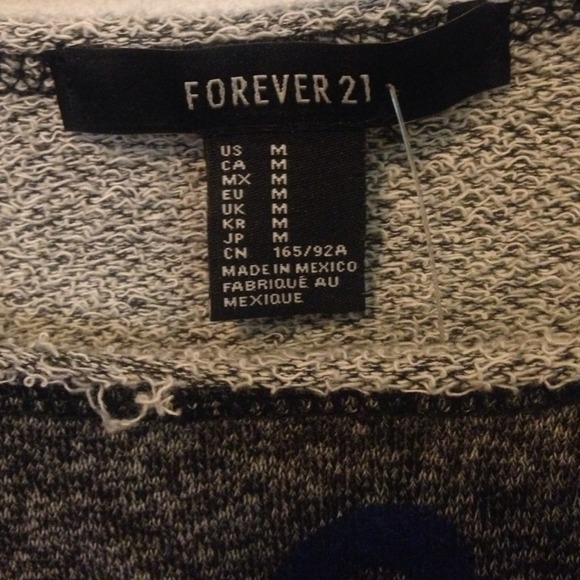 FOREVER 21
US M
CA M
MX M
EU M
UK M
KR M
JP M
CN 165/92A
MADE IN MEXICO
FABRIQUÉ AU
MEXIQUE